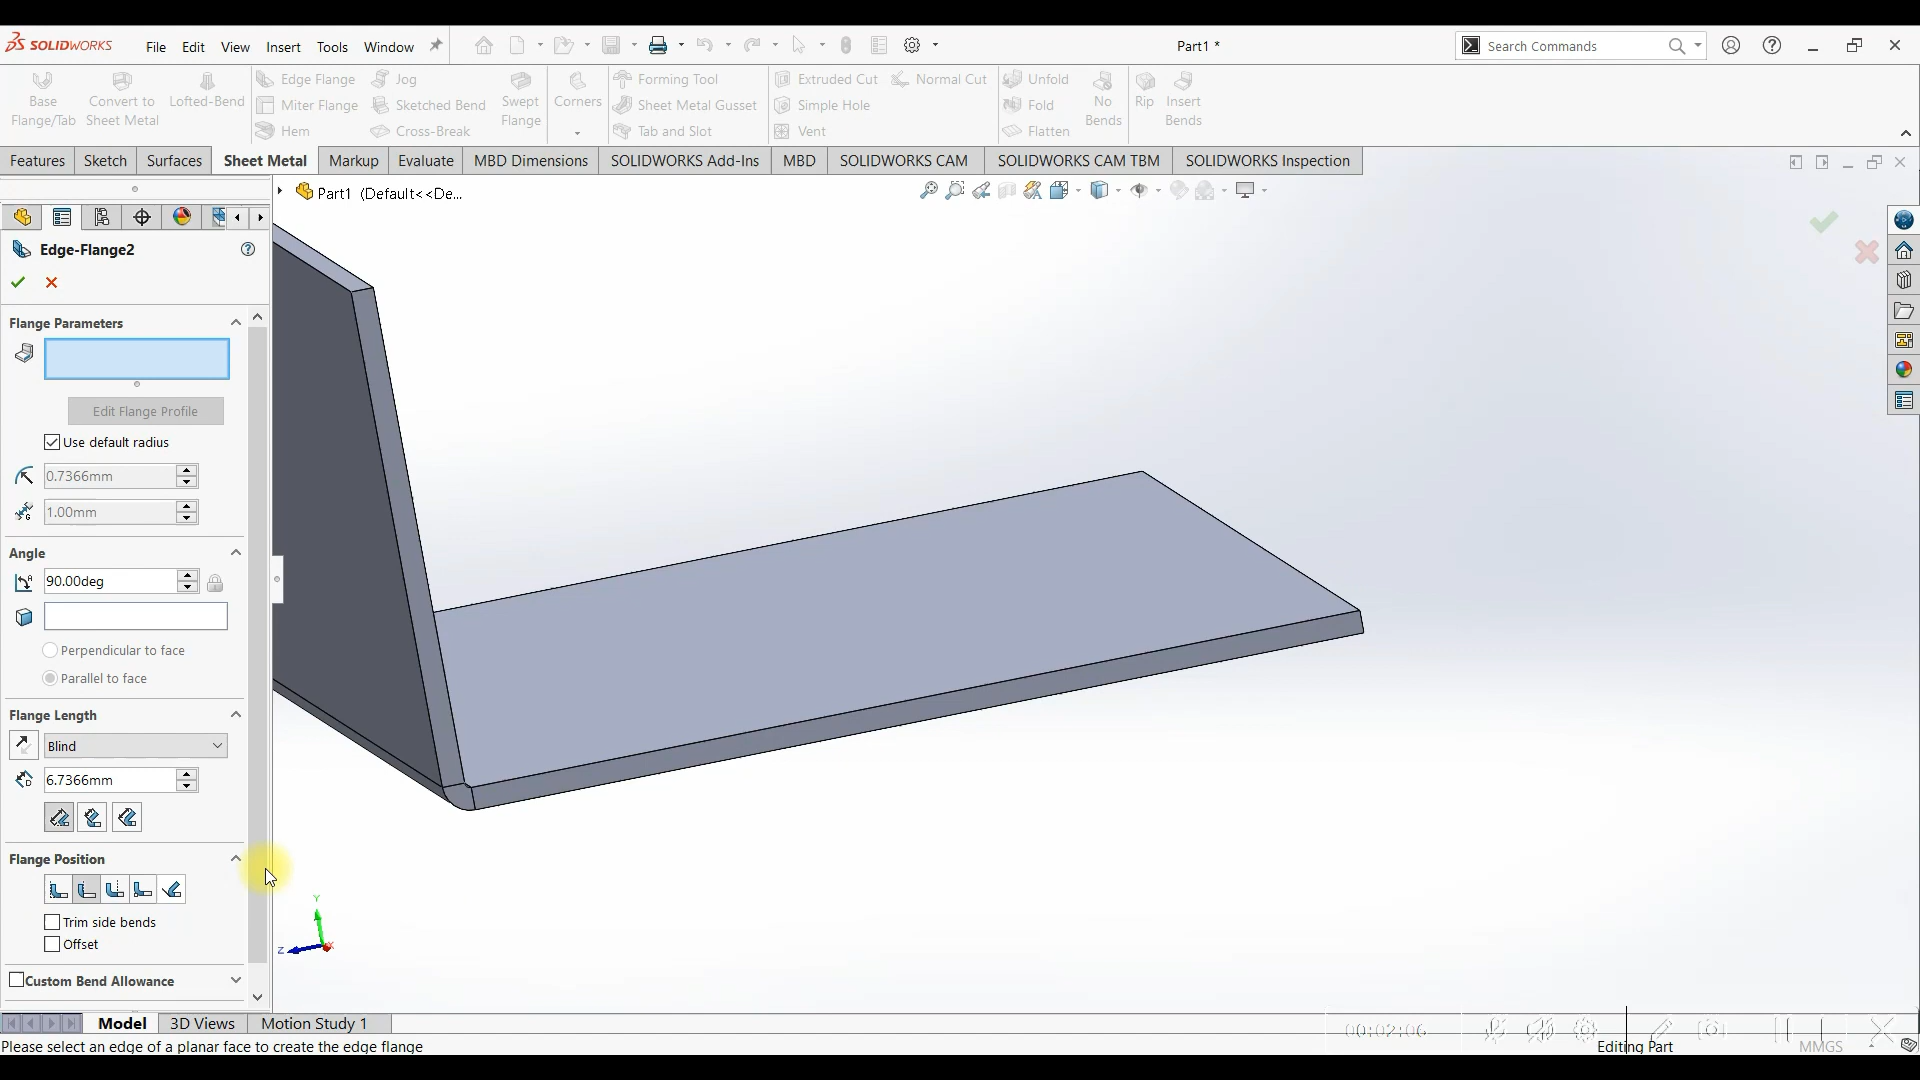 SOLIDWORKS
File Edit View Insert Tools Window
Part1 *
Search Commands
Base Flange/Tab
Convert to Sheet Metal
Lofted-Bend
Edge Flange
Miter Flange
Hem
Jog
Sketched Bend
Cross-Break
Swept Flange
Corners
Forming Tool
Sheet Metal Gusset
Tab and Slot
Extruded Cut
Simple Hole
Vent
Normal Cut
Unfold
Fold
Flatten
No Bends
Rip
Insert Bends
Features Sketch Surfaces Sheet Metal Markup Evaluate MBD Dimensions SOLIDWORKS Add-Ins MBD SOLIDWORKS CAM SOLIDWORKS CAM TBM SOLIDWORKS Inspection
Part1 (Default<<De...
Edge-Flange2
Flange Parameters
Edit Flange Profile
Use default radius
0.7366mm
1.00mm
Angle
90.00deg
Perpendicular to face
Parallel to face
Flange Length
Blind
6.7366mm
Flange Position
Trim side bends
Offset
Custom Bend Allowance
Y
Z
X
Model 3D Views Motion Study 1
00:02:06
Please select an edge of a planar face to create the edge flange
Editing Part
MMGS